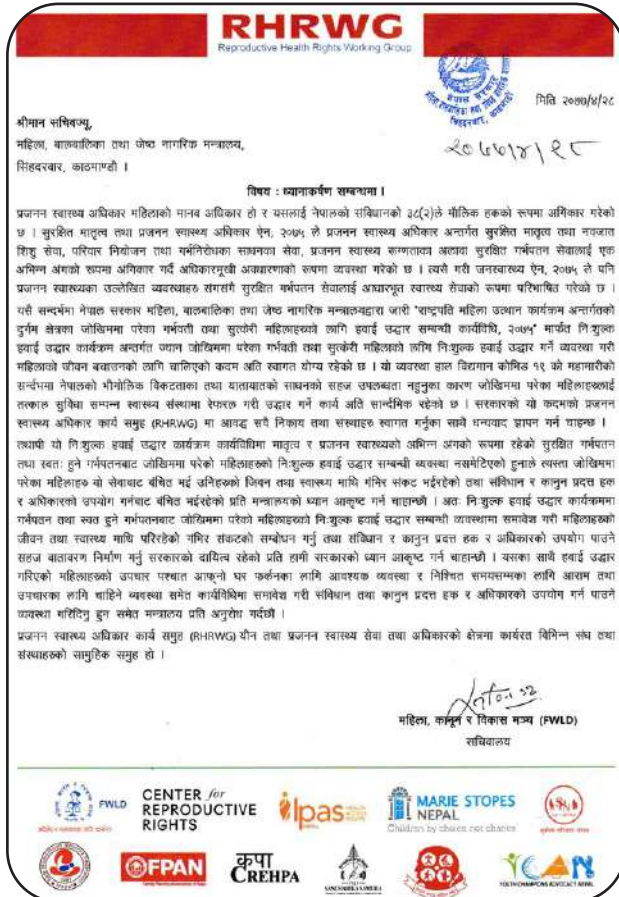 RHRWG
Reproductive Health Rights Working Group
मिति २०७७/४/२८
२०७७/४/२८
श्रीमान सचिवज्यू,
महिला, बालबालिका तथा जेष्ठ नागरिक मन्त्रालय,
सिंहदरवार, काठमाण्डौ ।
विषय : ध्यानाकर्षण सम्बन्धमा ।
प्रजनन स्वास्थ्य अधिकार महिलाको मानव अधिकार हो र यसलाई नेपालको संविधानको ३८(२)ले मौलिक हकको रूपमा अंगिकार गरेको
छ । सुरक्षित मातृत्व तथा प्रजनन स्वास्थ्य अधिकार ऐन, २०७५ ले प्रजनन स्वास्थ्य अधिकार अन्तर्गत सुरक्षित मातृत्व तथा नवजात
शिशु सेवा, परिवार नियोजन तथा गर्भनिरोधका साधनका सेवा, प्रजनन स्वास्थ्य रूग्णताका अलावा सुरक्षित गर्भपतन सेवालाई एक
अभिन्न अंगको रूपमा अंगिकार गर्दै अधिकारमूखी अवधारणाको रूपमा व्यवस्था गरेको छ । त्यसै गरी जनस्वास्थ्य ऐन, २०७५ ले पनि
प्रजनन स्वास्थ्यका उल्लेखित व्यवस्थाहरु संगसंगै सुरक्षित गर्भपतन सेवालाई आधारभूत स्वास्थ्य सेवाको रूपमा परिभाषित गरेको छ ।
यसै सन्दर्भमा नेपाल सरकार महिला, बालबालिका तथा जेष्ठ नागरिक मन्त्रालयद्वारा जारी "राष्ट्रपति महिला उत्थान कार्यक्रम अन्तर्गतको
दुर्गम क्षेत्रका जोखिममा परेका गर्भवती तथा सुत्केरी महिलाहरुको लागि हवाई उद्धार सम्बन्धी कार्यविधि, २०७५" मार्फत निःशुल्क
हवाई उद्धार कार्यक्रम अन्तर्गत ज्यान जोखिममा परेका गर्भवती तथा सुत्केरी महिलाको लागि निःशुल्क हवाई उद्धार गर्ने व्यवस्था गरी
महिलाको जीवन बचाउनको लागि चालिएको कदम अति स्वागत योग्य रहेको छ । यो व्यवस्था हाल विद्यमान कोभिड १९ को महामारीको
सन्दर्भमा नेपालको भौगोलिक विकटताका तथा यातायातको साधनको सहज उपलब्धता नहुनुका कारण जोखिममा परेका महिलाहरुलाई
तत्काल सुविधा सम्पन्न स्वास्थ्य संस्थामा रेफरल गरी उद्धार गर्ने कार्य अति सान्दर्भिक रहेको छ । सरकारको यो कदमको प्रजनन
स्वास्थ्य अधिकार कार्य समुह (RHRWG) मा आवद्ध सवै निकाय तथा संस्थाहरु स्वागत गर्नुका साथै धन्यवाद ज्ञापन गर्न चाहन्छ ।
तथापी यो निःशुल्क हवाई उद्धार कार्यक्रम कार्यविधिमा मातृत्व र प्रजनन स्वास्थ्यको अभिन्न अंगको रूपमा रहेको सुरक्षित गर्भपतन
तथा स्वतः हुने गर्भपतनबाट जोखिममा परेको महिलाहरुको निःशुल्क हवाई उद्धार सम्बन्धी व्यवस्था नसमेटिएको हुनाले त्यस्ता जोखिममा
परेका महिलाहरु यो सेवाबाट बंचित भई उनिहरुको जिवन तथा स्वास्थ्य माथि गंभिर संकट भईरहेको तथा संविधान र कानुन प्रदत्त हक
र अधिकारको उपयोग गर्नबाट बंचित भईरहेको प्रति मन्त्रालयको ध्यान आकृष्ट गर्न चाहान्छौं । अतः निःशुल्क हवाई उद्धार कार्यक्रममा
गर्भपतन तथा स्वत हुने गर्भपतनबाट जोखिममा परेको महिलाहरुको निःशुल्क हवाई उद्धार सम्बन्धी व्यवस्थामा समावेश गरी महिलाहरुको
जीवन तथा स्वास्थ्य माथि परिरहेको गंभिर संकटको सम्बोधन गर्नु तथा संविधान र कानुन प्रदत्त हक र अधिकारको उपयोग गर्न पाउने
सहज वातावरण निर्माण गर्नु सरकारको दायित्व रहेको प्रति हामी सरकारको ध्यान आकृष्ट गर्न चाहान्छौ । यसका साथै हवाई उद्धार
गरिएको महिलाहरुको उपचार पश्चात आफ्नो घर फर्कनका लागि आवश्यक व्यवस्था र निश्चित समयसम्मका लागि आराम तथा
उपचारका लागि चाहिने व्यवस्था समेत कार्यविधिमा समावेश गरी संविधान तथा कानुन प्रदत्त हक र अधिकारको उपयोग गर्न पाउने
व्यवस्था गरिदिनु हुन समेत मन्त्रालय प्रति अनुरोध गर्दछौं ।
प्रजनन स्वास्थ्य अधिकार कार्य समुह (RHRWG) यौन तथा प्रजनन स्वास्थ्य सेवा तथा अधिकारको क्षेत्रमा कार्यरत विभिन्न संघ तथा
संस्थाहरुको सामुहिक समुह हो ।
महिला, कानून र विकास मञ्च (FWLD)
सचिवालय
FWLD
CENTER for REPRODUCTIVE RIGHTS
Ipas
MARIE STOPES NEPAL
Children by choice not chance
FPAN
कृपा
CREHPA
YCAN
YOUTH CHAMPIONS ADVOCACY NEPAL